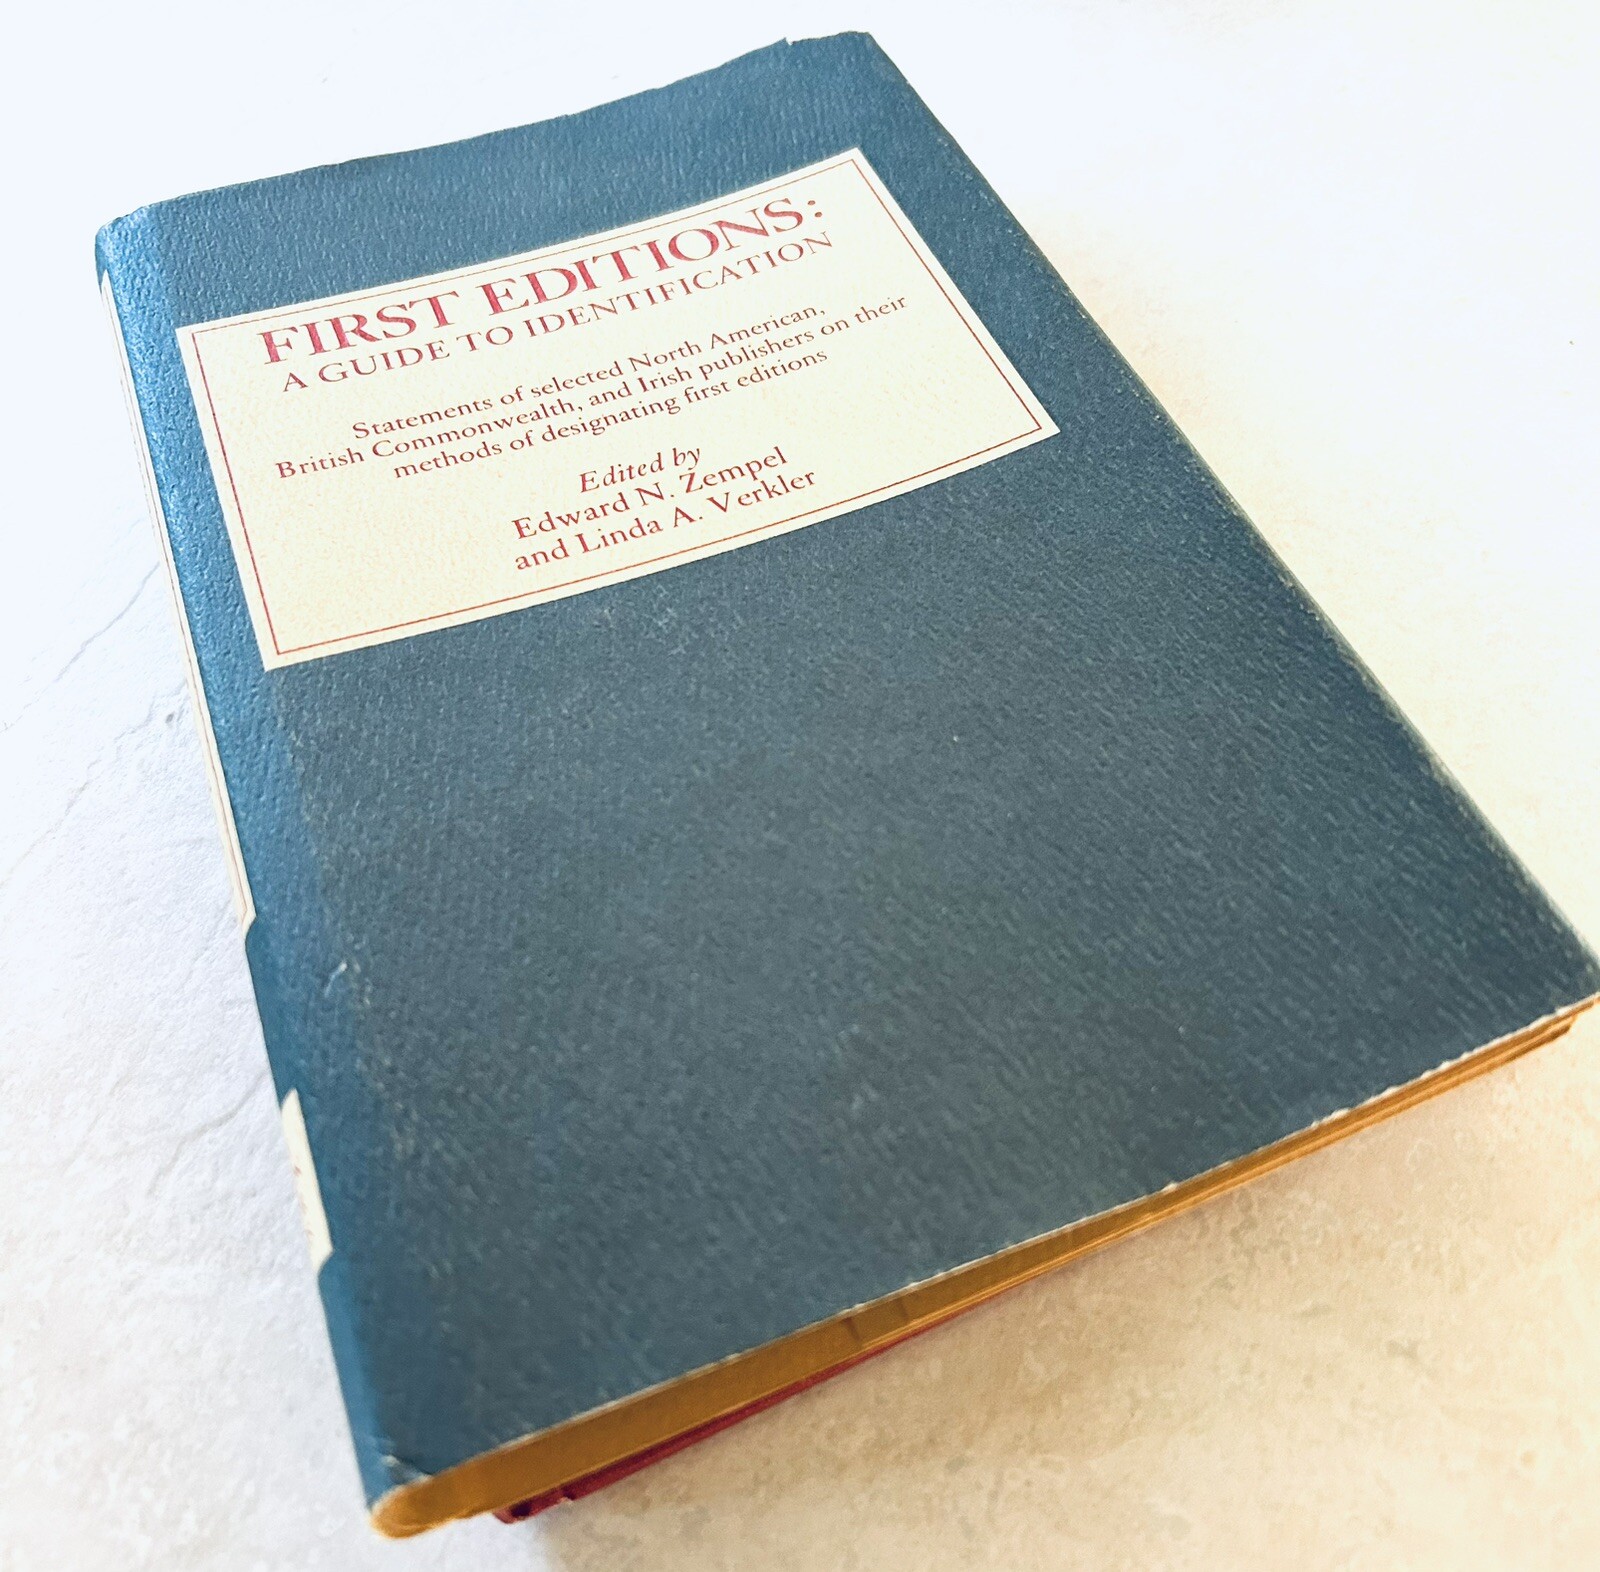 FIRST EDITIONS:
A GUIDE TO IDENTIFICATION
Statements of selected North American,
British Commonwealth, and Irish publishers on their
methods of designating first editions
Edited by
Edward N. Zempel
and Linda A. Verkler